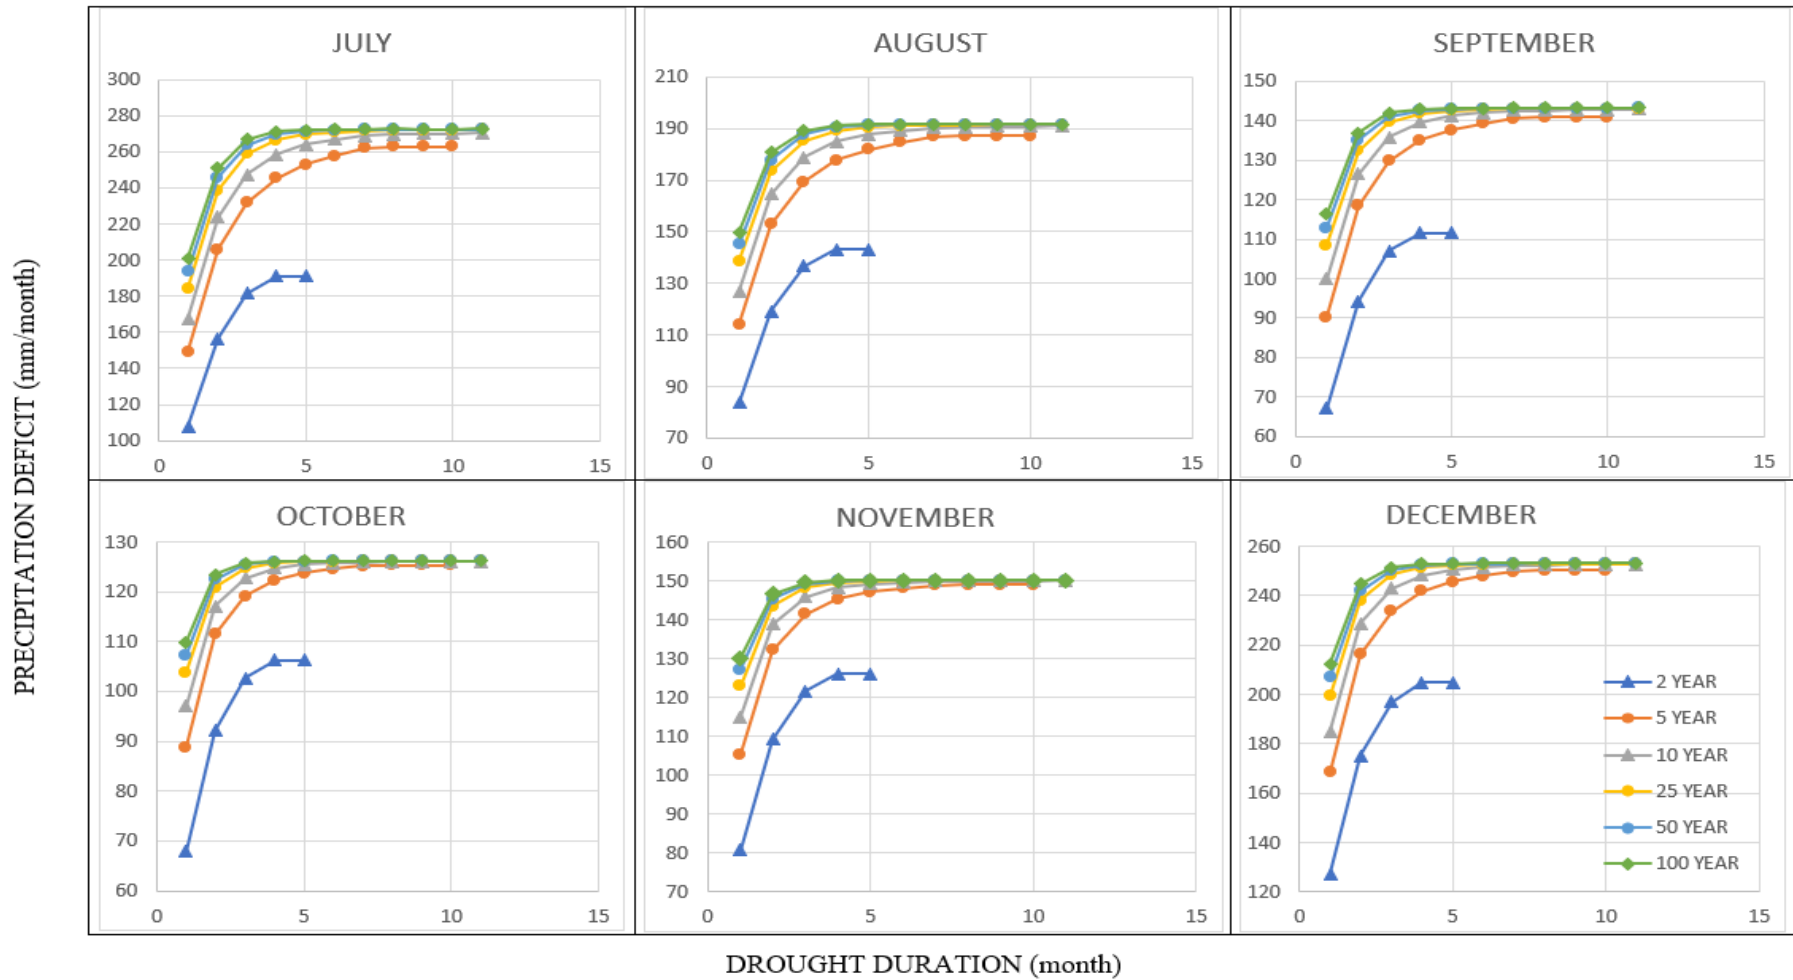 PRECIPITATION DEFICIT (mm/month)
JULY
300
280
260
240
220
200
180
160
140
120
100
0 5 10 15
AUGUST
210
190
170
150
130
110
90
70
0 5 10 15
SEPTEMBER
150
140
130
120
110
100
90
80
70
60
0 5 10 15
OCTOBER
130
120
110
100
90
80
70
60
0 5 10 15
NOVEMBER
160
150
140
130
120
110
100
90
80
70
0 5 10 15
DECEMBER
260
240
220
200
180
160
140
120
0 5 10 15
2 YEAR
5 YEAR
10 YEAR
25 YEAR
50 YEAR
100 YEAR
DROUGHT DURATION (month)